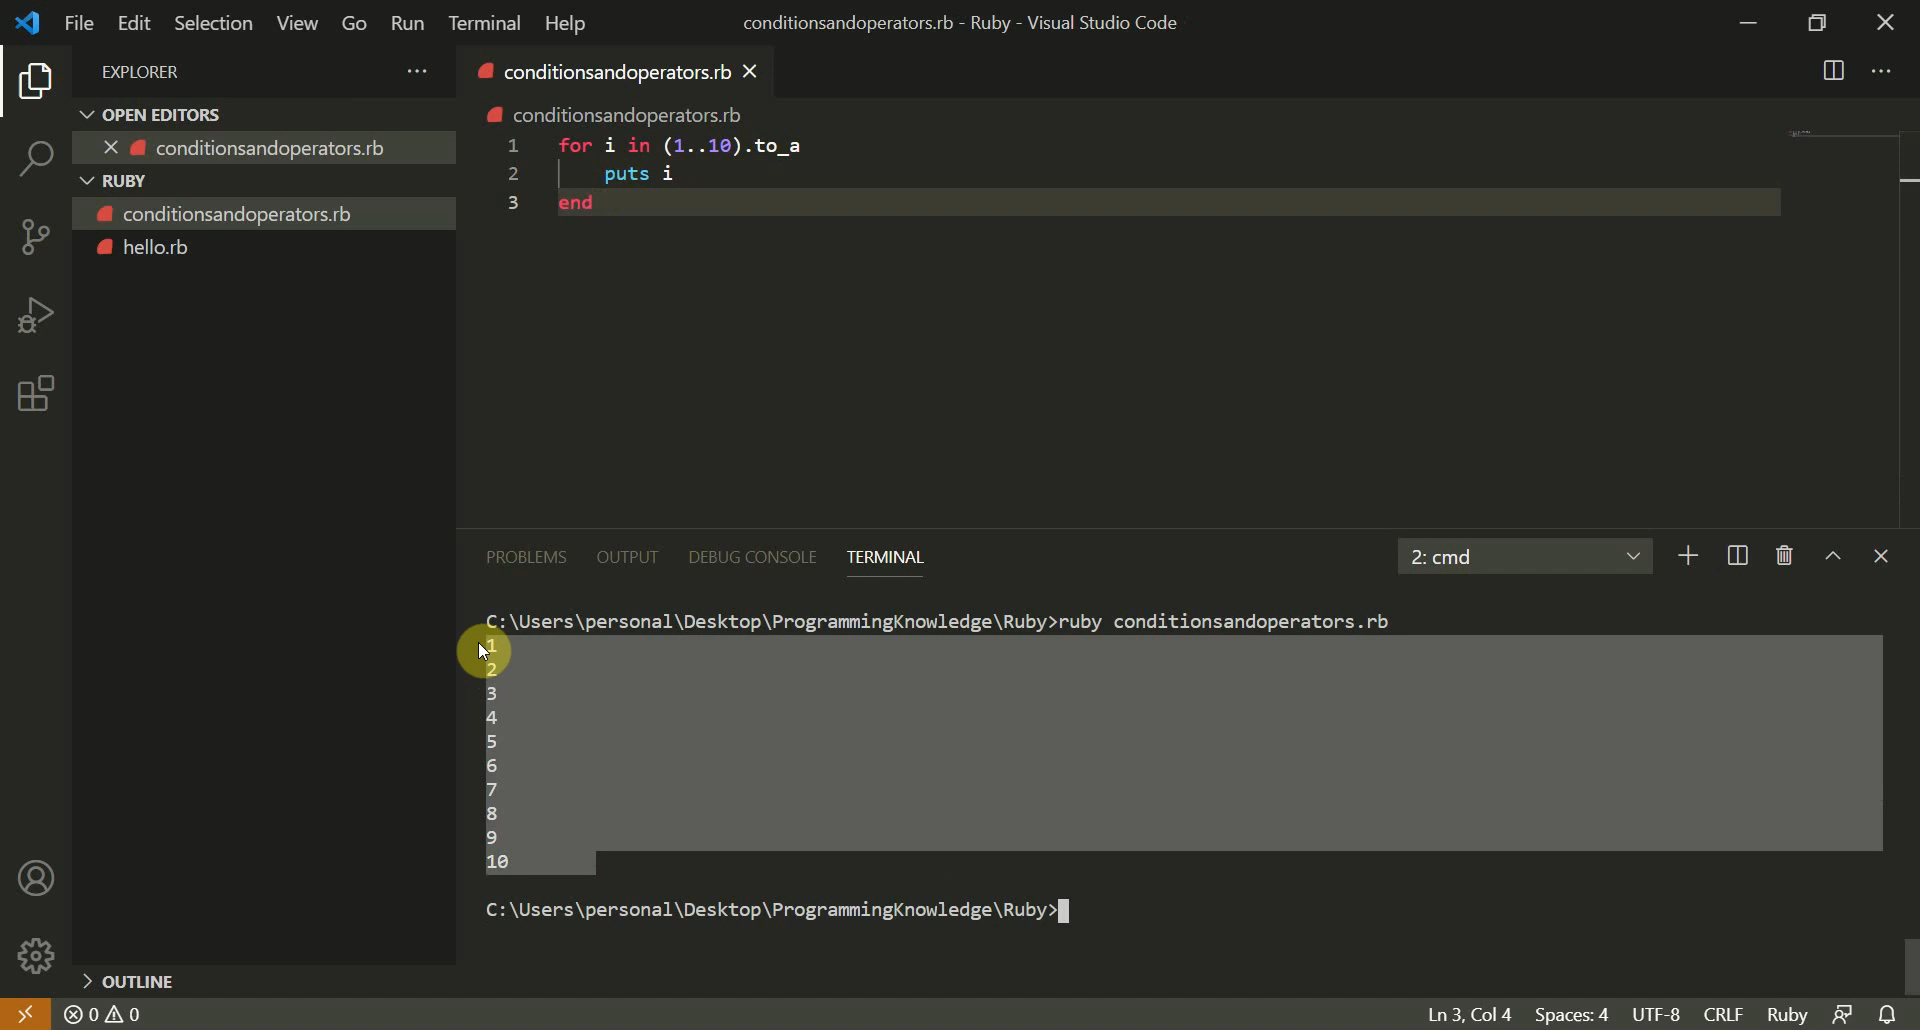 File Edit Selection View Go Run Terminal Help
conditionsandoperators.rb - Ruby - Visual Studio Code
EXPLORER
OPEN EDITORS
conditionsandoperators.rb
RUBY
conditionsandoperators.rb
hello.rb
OUTLINE
conditionsandoperators.rb
conditionsandoperators.rb
1 for i in (1..10).to_a
2 puts i
3 end
PROBLEMS OUTPUT DEBUG CONSOLE TERMINAL
2: cmd
C:\Users\personal\Desktop\ProgrammingKnowledge\Ruby>ruby conditionsandoperators.rb
1
2
3
4
5
6
7
8
9
10
C:\Users\personal\Desktop\ProgrammingKnowledge\Ruby>
0 0
Ln 3, Col 4 Spaces: 4 UTF-8 CRLF Ruby